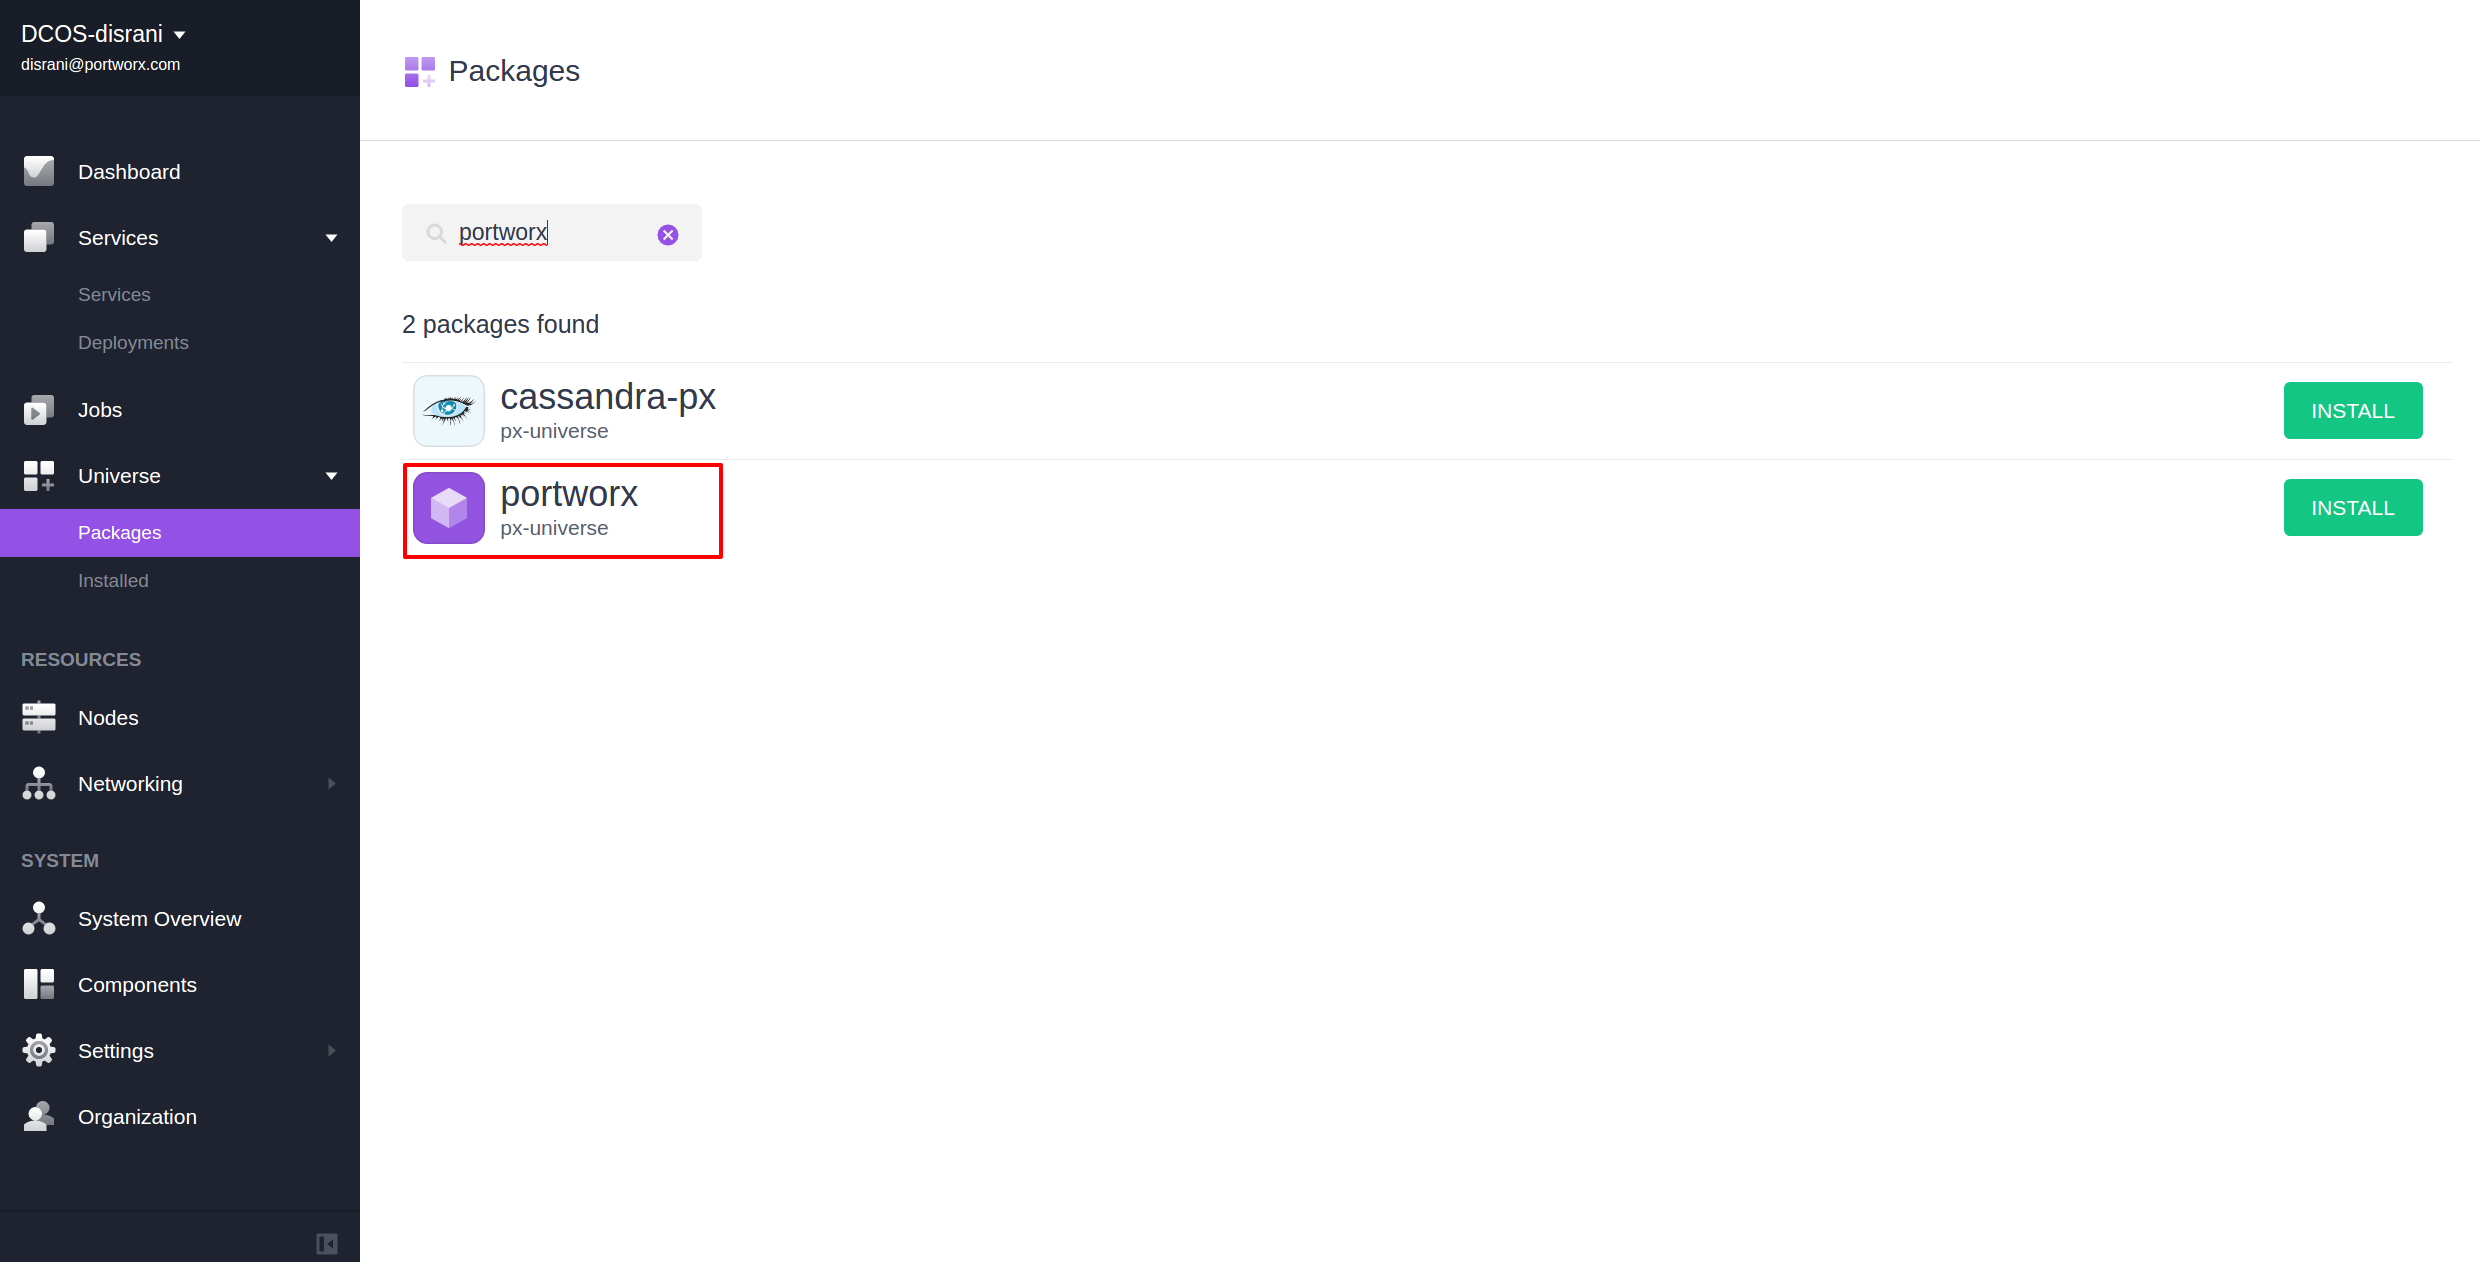 DCOS-disrani
disrani@portworx.com
Dashboard
Services
Services
Deployments
Jobs
Universe
Packages
Installed
RESOURCES
Nodes
Networking
SYSTEM
System Overview
Components
Settings
Organization
Packages
portworx
2 packages found
cassandra-px
px-universe
INSTALL
portworx
px-universe
INSTALL